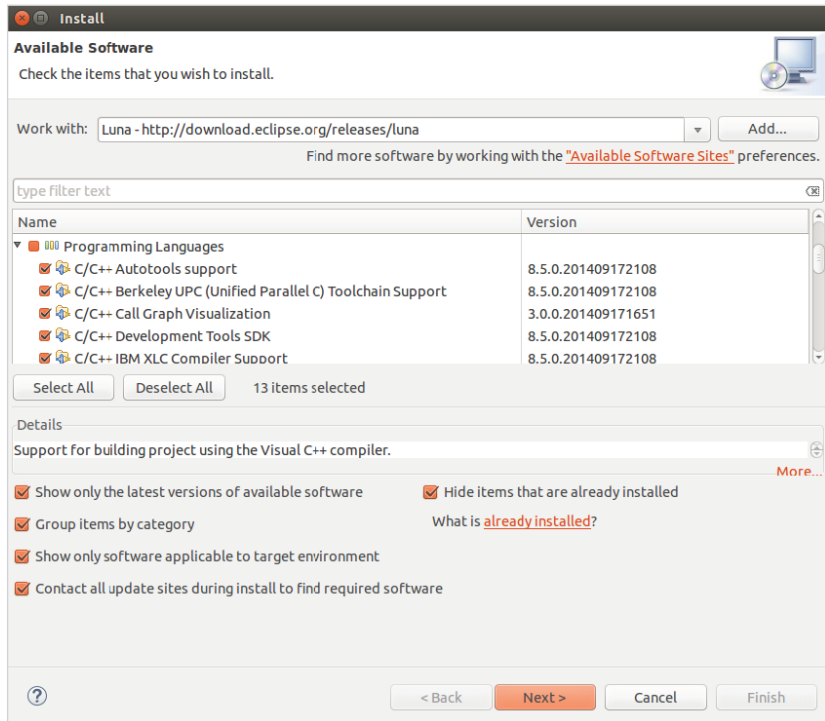 Install
Available Software
Check the items that you wish to install.
Work with: Luna - http://download.eclipse.org/releases/luna Add...
Find more software by working with the "Available Software Sites" preferences.
type filter text
Name Version
Programming Languages
C/C++ Autotools support 8.5.0.201409172108
C/C++ Berkeley UPC (Unified Parallel C) Toolchain Support 8.5.0.201409172108
C/C++ Call Graph Visualization 3.0.0.201409171651
C/C++ Development Tools SDK 8.5.0.201409172108
C/C++ IBM XLC Compiler Support 8.5.0.201409172108
Select All Deselect All 13 items selected
Details
Support for building project using the Visual C++ compiler.
More...
Show only the latest versions of available software Hide items that are already installed
Group items by category What is already installed?
Show only software applicable to target environment
Contact all update sites during install to find required software
? < Back Next > Cancel Finish